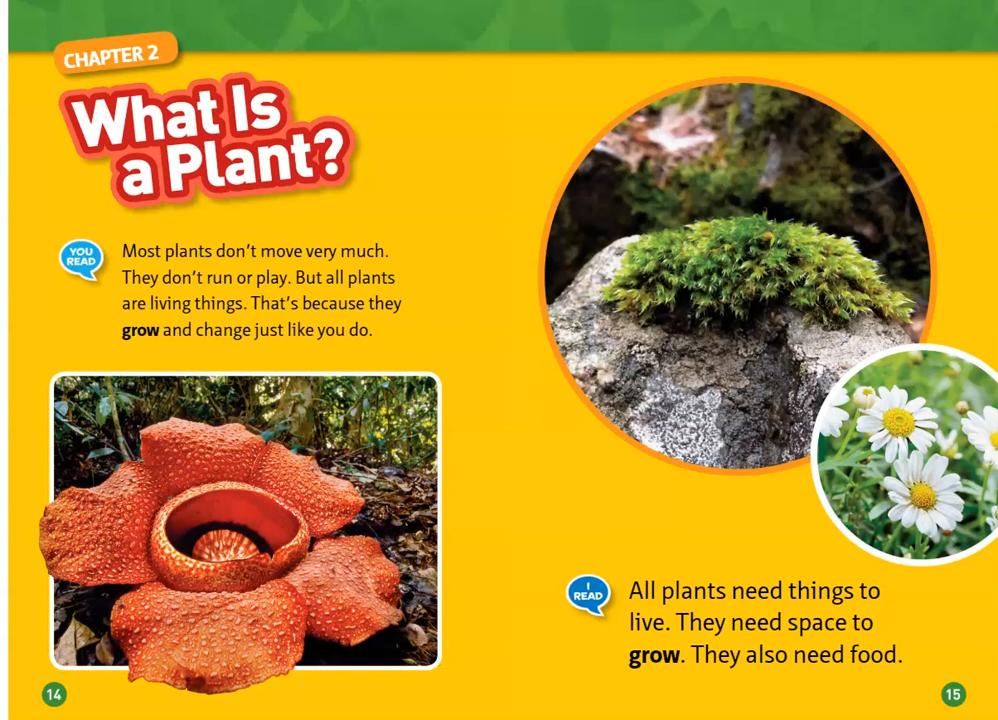 CHAPTER 2
What Is
a Plant?
YOU
READ
Most plants don't move very much.
They don't run or play. But all plants
are living things. That's because they
grow and change just like you do.
14
I
READ
All plants need things to
live. They need space to
grow. They also need food.
15